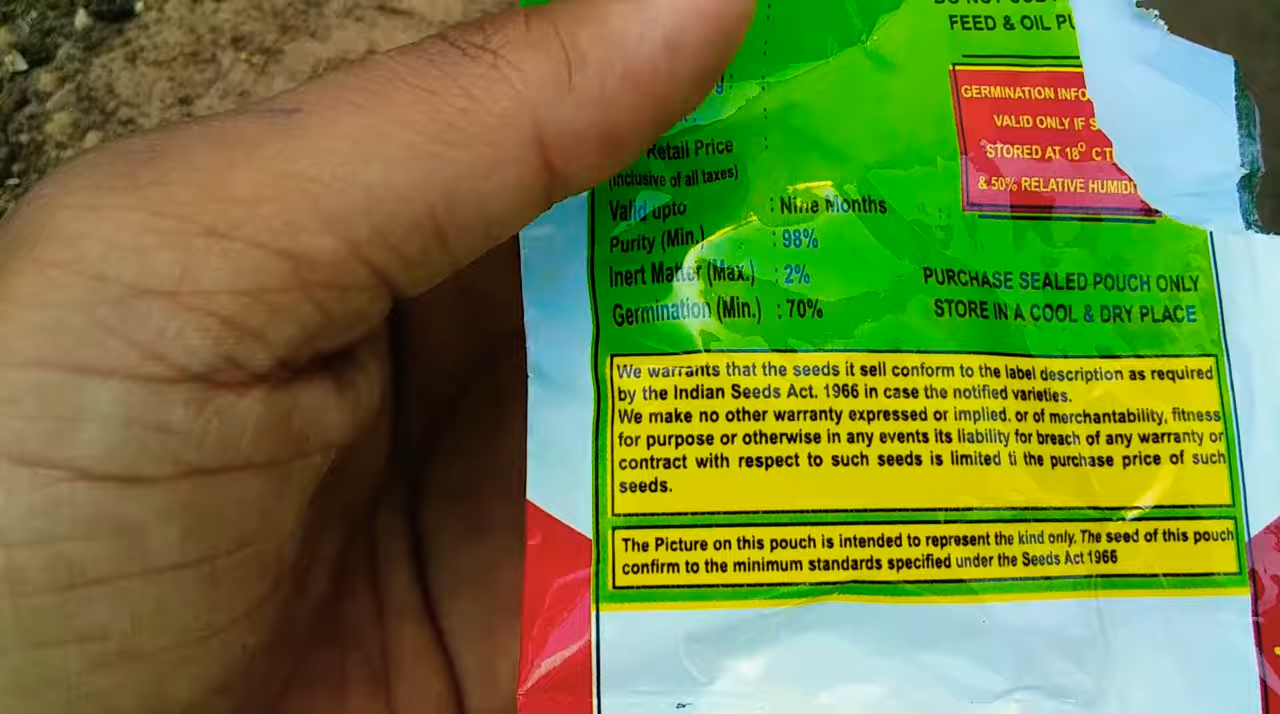 FEED & OIL
Retail Price
(inclusive of all taxes)
Valid upto : Nine Months
Purity (Min.) : 98%
Inert Matter (Max.) : 2%
Germination (Min.) : 70%
GERMINATION
VALID ONLY IF
STORED AT 18⁰ C
& 50% RELATIVE
PURCHASE SEALED POUCH ONLY
STORE IN A COOL & DRY PLACE
We warrants that the seeds it sell conform to the label description as required
by the Indian Seeds Act. 1966 in case the notified varieties.
We make no other warranty expressed or implied, or of merchantability, fitness
for purpose or otherwise in any events its liability for breach of any warranty or
contract with respect to such seeds is limited ti the purchase price of such
seeds.
The Picture on this pouch is intended to represent the kind only. The seed of this pouch
confirm to the minimum standards specified under the Seeds Act 1966